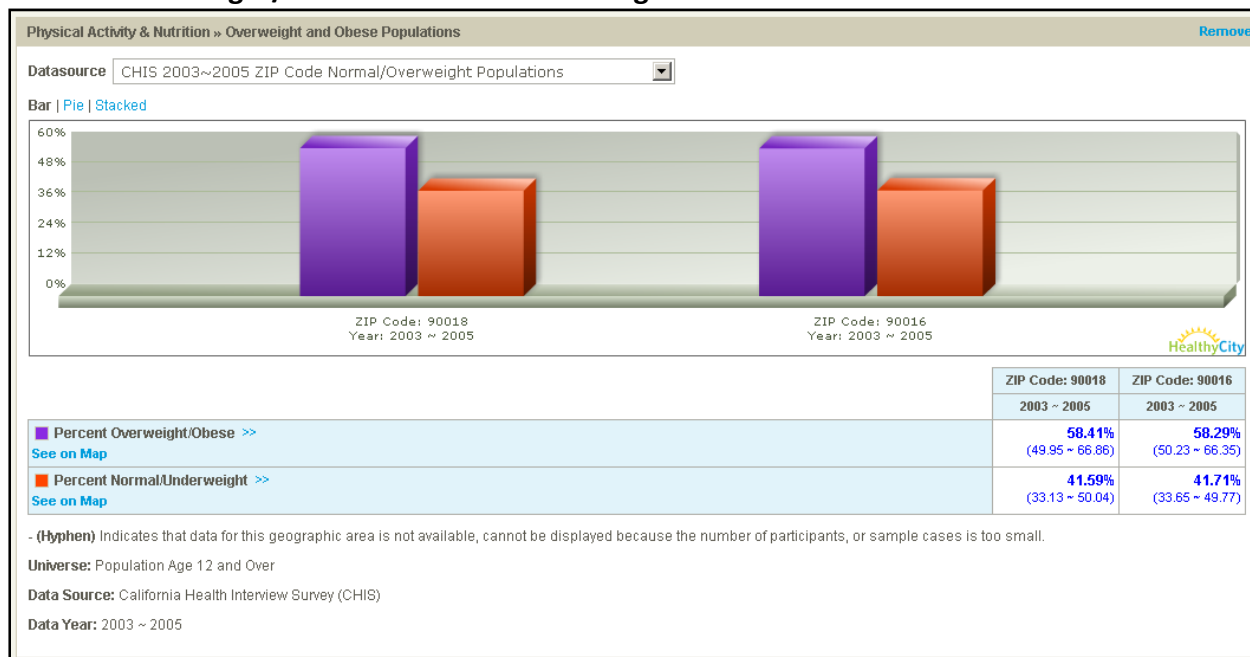 Physical Activity & Nutrition » Overweight and Obese Populations Remove
Datasource CHIS 2003~2005 ZIP Code Normal/Overweight Populations
Bar | Pie | Stacked
60%
48%
36%
24%
12%
0%
ZIP Code: 90018 ZIP Code: 90016
Year: 2003 ~ 2005 Year: 2003 ~ 2005
HealthyCity
ZIP Code: 90018 ZIP Code: 90016
2003 ~ 2005 2003 ~ 2005
Percent Overweight/Obese >> 58.41% 58.29%
See on Map (49.95 ~ 66.86) (50.23 ~ 66.35)
Percent Normal/Underweight >> 41.59% 41.71%
See on Map (33.13 ~ 50.04) (33.65 ~ 49.77)
- (Hyphen) Indicates that data for this geographic area is not available, cannot be displayed because the number of participants, or sample cases is too small.
Universe: Population Age 12 and Over
Data Source: California Health Interview Survey (CHIS)
Data Year: 2003 ~ 2005